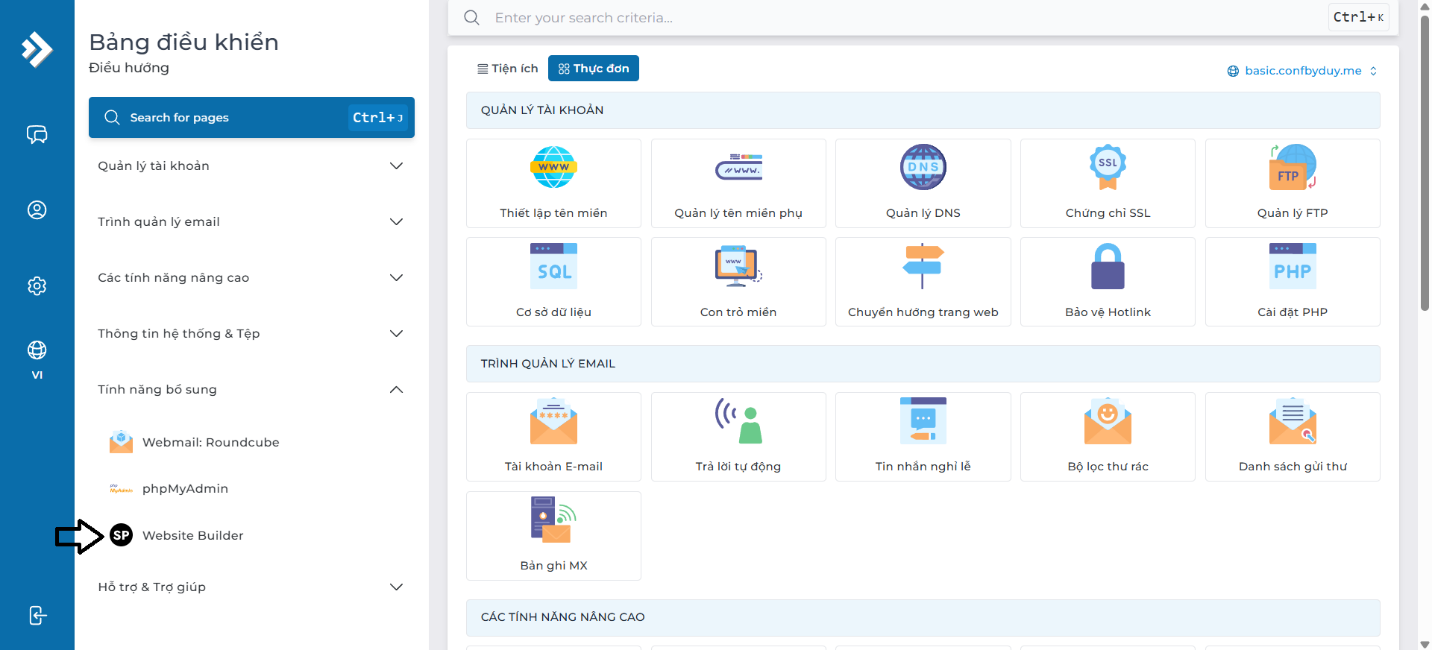 Bảng điều khiển
Điều hướng
Search for pages
Ctrl+J
Quản lý tài khoản
Trình quản lý email
Các tính năng nâng cao
Thông tin hệ thống & Tệp
Tính năng bổ sung
Webmail: Roundcube
php
MyAdmin
phpMyAdmin
SP
Website Builder
Hỗ trợ & Trợ giúp
VI
Enter your search criteria...
Ctrl+K
Tiện ích
Thực đơn
basic.confbyduy.me
QUẢN LÝ TÀI KHOẢN
WWW
Thiết lập tên miền
//WWW.
Quản lý tên miền phụ
DNS
Quản lý DNS
SSL
Chứng chỉ SSL
FTP
Quản lý FTP
SQL
Cơ sở dữ liệu
WWW
Con trỏ miền
Chuyển hướng trang web
Bảo vệ Hotlink
PHP
Cài đặt PHP
TRÌNH QUẢN LÝ EMAIL
Tài khoản E-mail
Trả lời tự động
Tin nhắn nghỉ lễ
Bộ lọc thư rác
Danh sách gửi thư
Bản ghi MX
CÁC TÍNH NĂNG NÂNG CAO